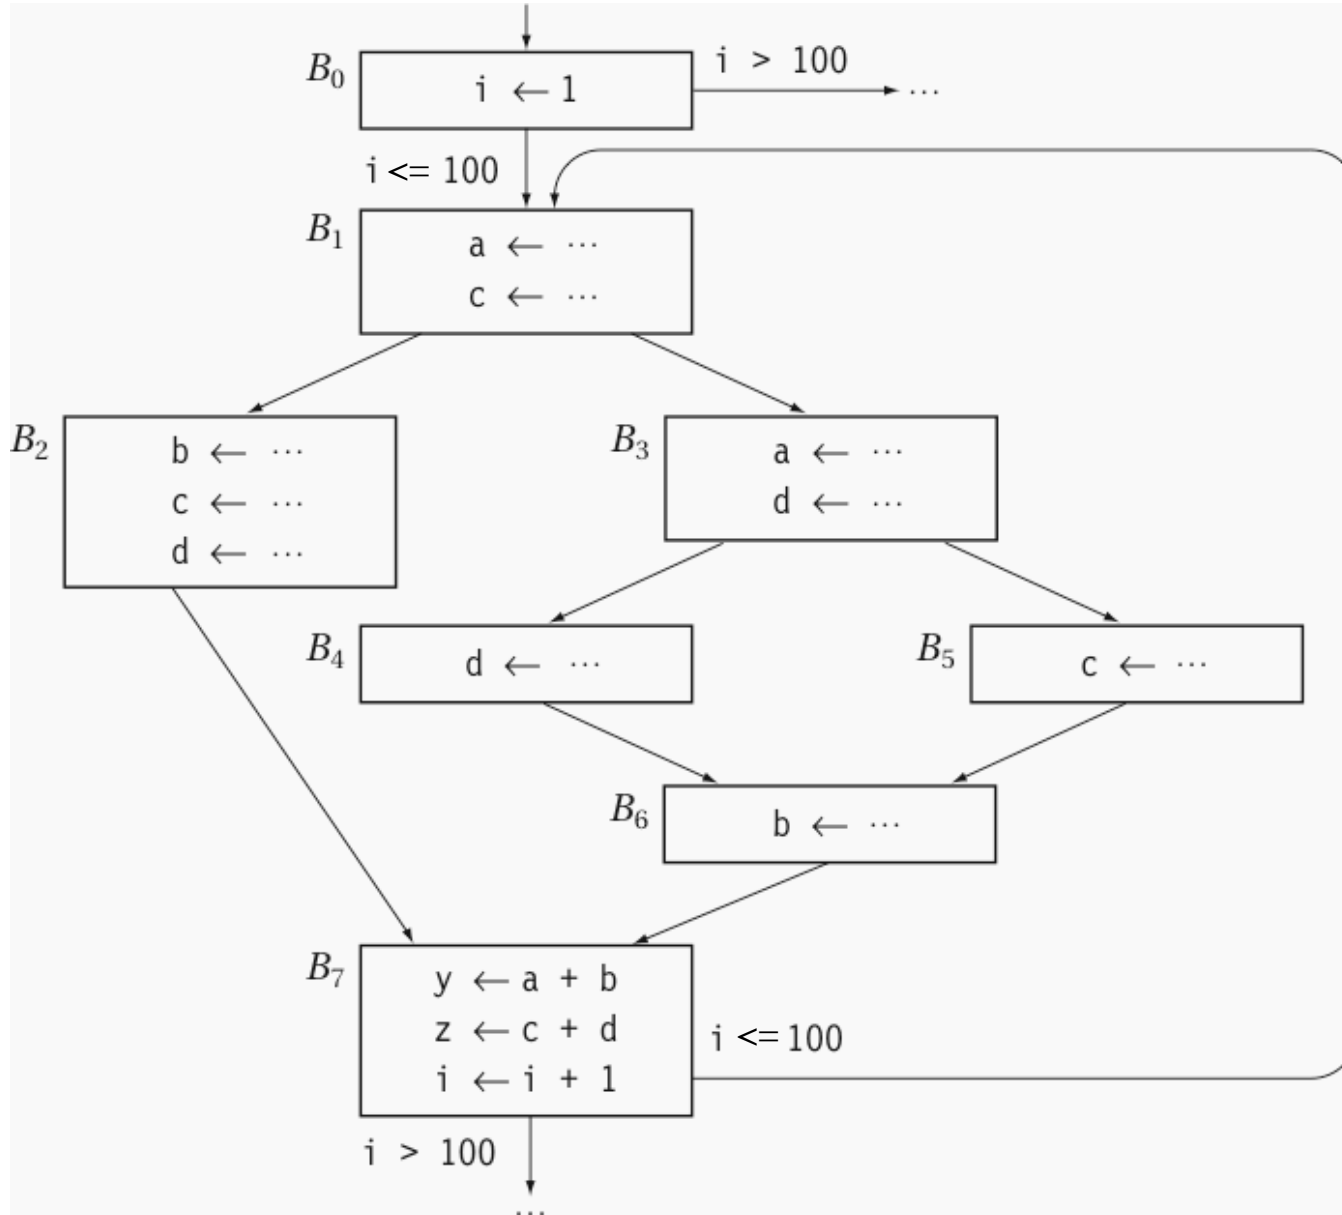 B0
i ← 1
i > 100
...
i <= 100
B1
a ← ...
c ← ...
B2
b ← ...
c ← ...
d ← ...
B3
a ← ...
d ← ...
B4
d ← ...
B5
c ← ...
B6
b ← ...
B7
y ← a + b
z ← c + d
i ← i + 1
i <= 100
i > 100
...